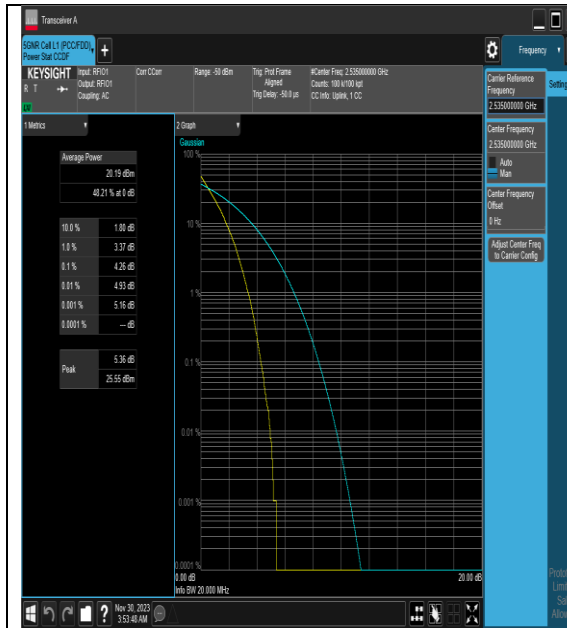 Transceiver A
5GNR Cell L1 (PCC/FDD),
Power Stat CCDF
+
Frequency
KEYSIGHT
R T
Input: RFIO1
Output: RFIO1
Coupling: AC
Corr CCorr
Range: -50 dBm
Trig: Prot Frame
Aligned
Trig Delay: -50.0 µs
#Center Freq: 2.535000000 GHz
Counts: 100 k/100 kpt
CC Info: Uplink, 1 CC
1 Metrics
Average Power
20.19 dBm
48.21 % at 0 dB
10.0 % 1.80 dB
1.0 % 3.37 dB
0.1 % 4.26 dB
0.01 % 4.93 dB
0.001 % 5.16 dB
0.0001 % --- dB
Peak
5.36 dB
25.55 dBm
2 Graph
Gaussian
100 %
10 %
1 %
0.1 %
0.01 %
0.001 %
0.0001 %
0.00 dB
20.00 dB
Info BW 20.000 MHz
Carrier Reference
Frequency
2.535000000 GHz
Center Frequency
2.535000000 GHz
Auto
Man
Center Frequency
Offset
0 Hz
Adjust Center Freq
to Carrier Config
?
Nov 30, 2023
3:53:48 AM